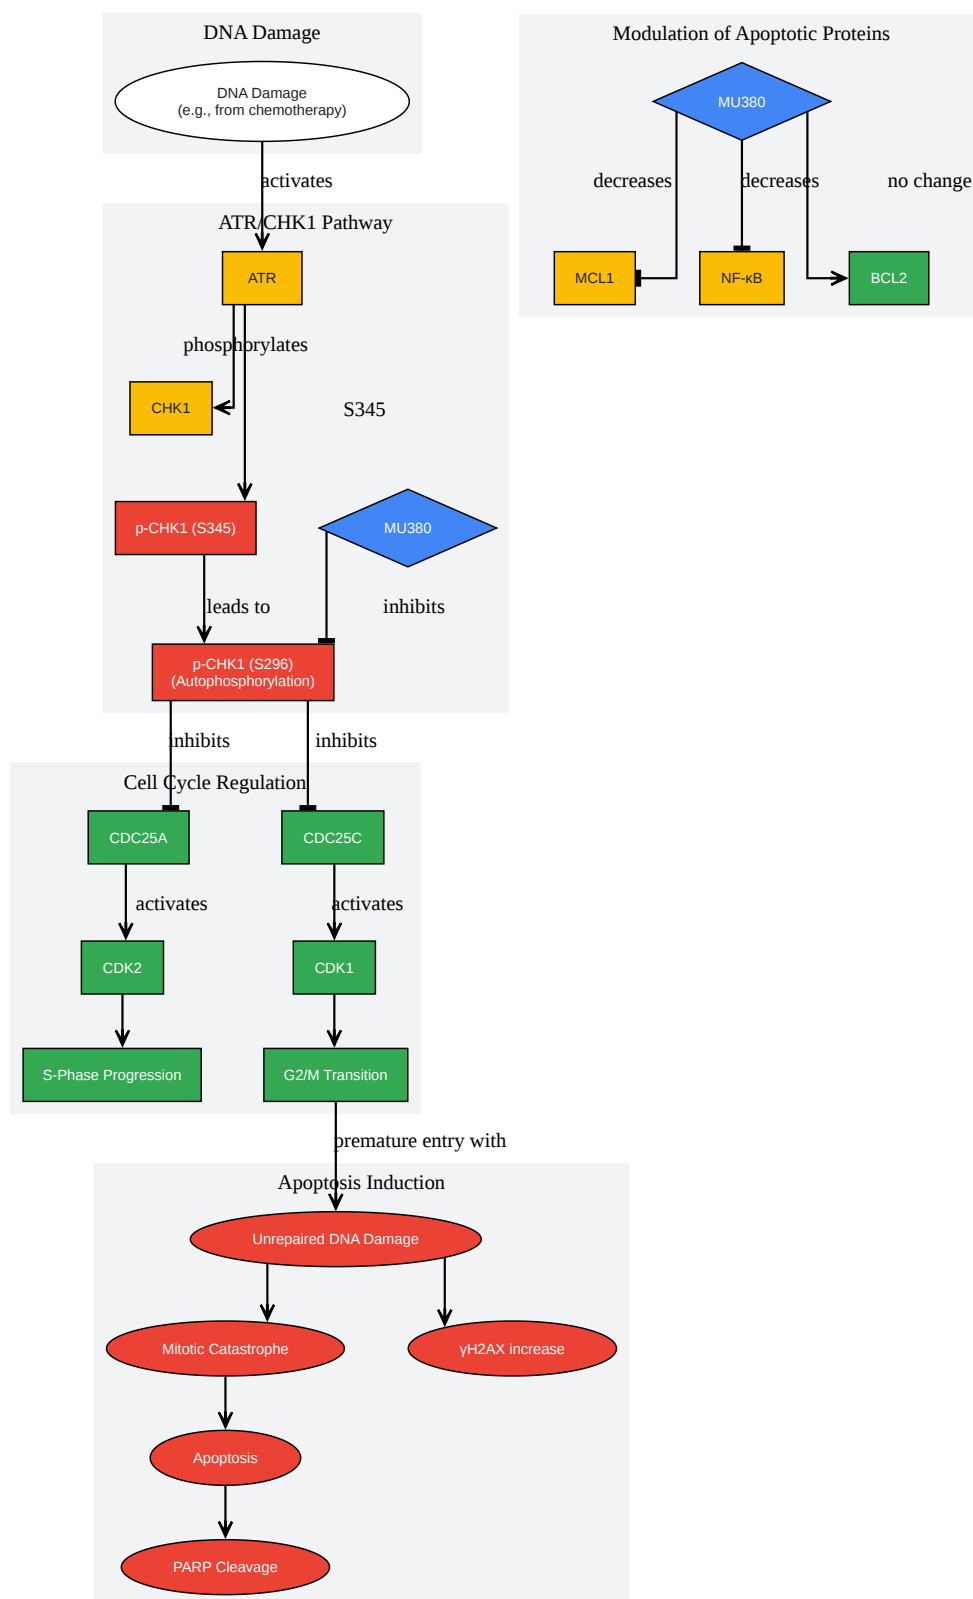 DNA Damage
DNA Damage
(e.g., from chemotherapy)
activates
ATR/CHK1 Pathway
ATR
phosphorylates
CHK1
S345
p-CHK1 (S345)
MU380
leads to
inhibits
p-CHK1 (S296)
(Autophosphorylation)
inhibits
inhibits
Cell Cycle Regulation
CDC25A
CDC25C
activates
activates
CDK2
CDK1
S-Phase Progression
G2/M Transition
premature entry with
Apoptosis Induction
Unrepaired DNA Damage
Mitotic Catastrophe
γH2AX increase
Apoptosis
PARP Cleavage
Modulation of Apoptotic Proteins
MU380
decreases
decreases
no change
MCL1
NF-κB
BCL2